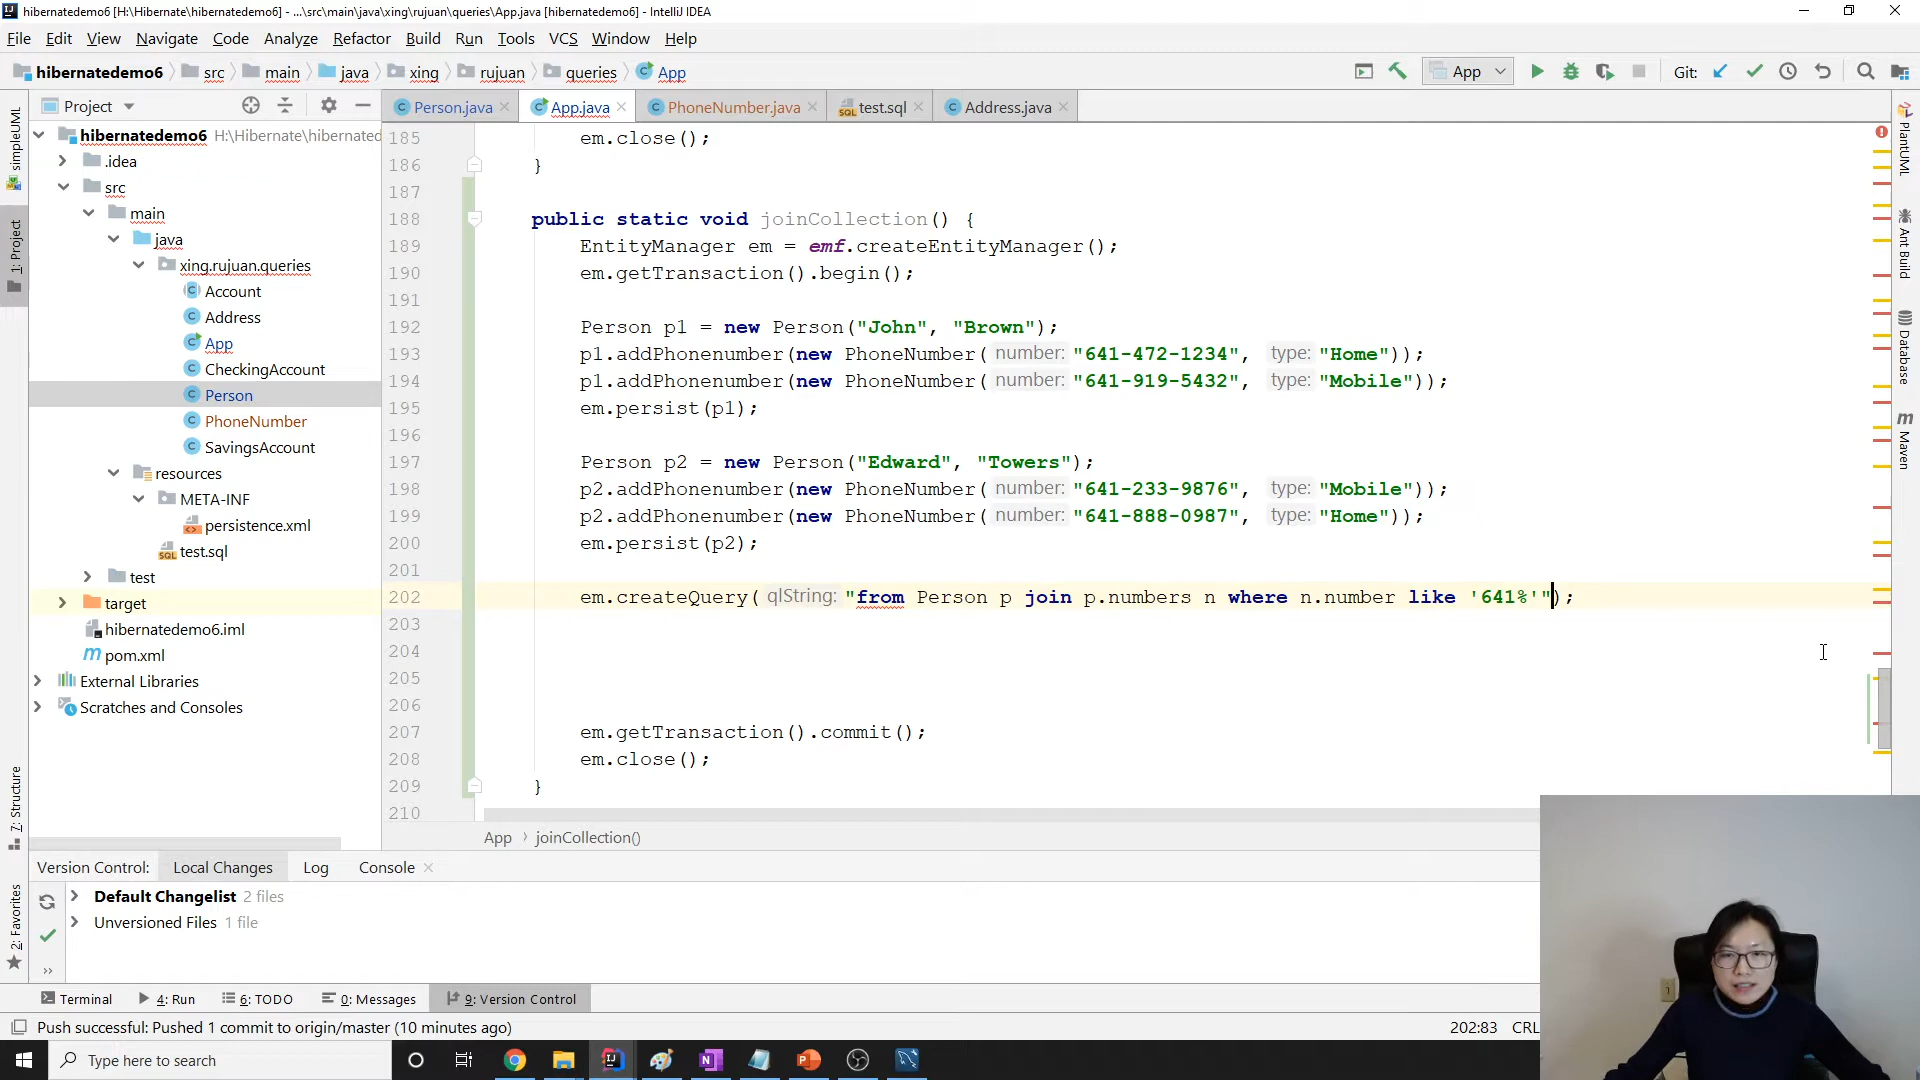 hibernatedemo6 [H:\Hibernate\hibernatedemo6] - ...\src\main\java\xing\rujuan\queries\App.java [hibernatedemo6] - IntelliJ IDEA
File Edit View Navigate Code Analyze Refactor Build Run Tools VCS Window Help
hibernatedemo6 src main java xing rujuan queries App
App
Git:
Project
Person.java App.java PhoneNumber.java test.sql Address.java
hibernatedemo6 H:\Hibernate\hibernated
.idea
src
main
java
xing.rujuan.queries
Account
Address
App
CheckingAccount
Person
PhoneNumber
SavingsAccount
resources
META-INF
persistence.xml
test.sql
test
target
hibernatedemo6.iml
pom.xml
External Libraries
Scratches and Consoles
simpleUML
1: Project
7: Structure
2: Favorites
185 em.close();
186 }
187
188 public static void joinCollection() {
189 EntityManager em = emf.createEntityManager();
190 em.getTransaction().begin();
191
192 Person p1 = new Person("John", "Brown");
193 p1.addPhonenumber(new PhoneNumber( number: "641-472-1234", type: "Home"));
194 p1.addPhonenumber(new PhoneNumber( number: "641-919-5432", type: "Mobile"));
195 em.persist(p1);
196
197 Person p2 = new Person("Edward", "Towers");
198 p2.addPhonenumber(new PhoneNumber( number: "641-233-9876", type: "Mobile"));
199 p2.addPhonenumber(new PhoneNumber( number: "641-888-0987", type: "Home"));
200 em.persist(p2);
201
202 em.createQuery( qlString: "from Person p join p.numbers n where n.number like '641%'");
203
204
205
206
207 em.getTransaction().commit();
208 em.close();
209 }
210
App › joinCollection()
PlantUML
Ant Build
Database
Maven
Version Control: Local Changes Log Console
Default Changelist 2 files
Unversioned Files 1 file
Terminal 4: Run 6: TODO 0: Messages 9: Version Control
Push successful: Pushed 1 commit to origin/master (10 minutes ago)
202:83 CRL
Type here to search